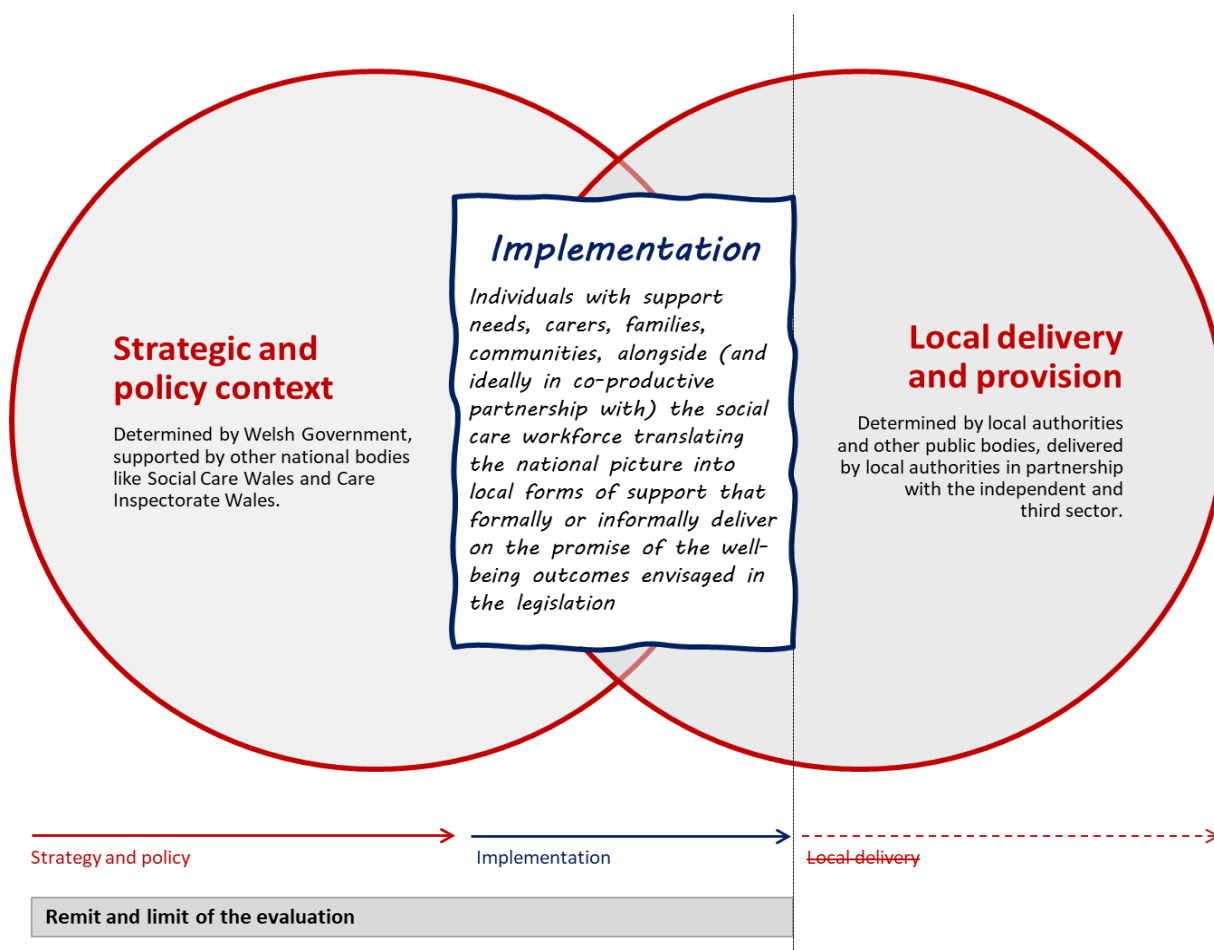 Strategic and
policy context
Determined by Welsh Government,
supported by other national bodies
like Social Care Wales and Care
Inspectorate Wales.
Implementation
Individuals with support
needs, carers, families,
communities, alongside (and
ideally in co-productive
partnership with) the social
care workforce translating
the national picture into
local forms of support that
formally or informally deliver
on the promise of the well-
being outcomes envisaged in
the legislation
Local delivery
and provision
Determined by local authorities
and other public bodies, delivered
by local authorities in partnership
with the independent and
third sector.
Strategy and policy
Implementation
Local delivery
Remit and limit of the evaluation